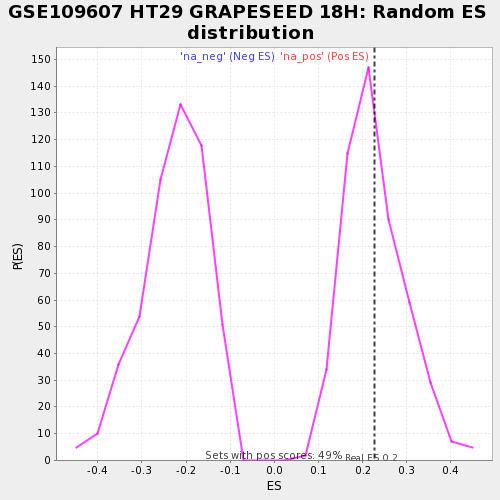 GSE109607 HT29 GRAPESEED 18H: Random ES
distribution
'na_neg' (Neg ES) 'na_pos' (Pos ES)
P(ES)
150
140
130
120
110
100
90
80
70
60
50
40
30
20
10
0
Sets with pos scores: 49%
Real ES 0.2
-0.4 -0.3 -0.2 -0.1 0.0 0.1 0.2 0.3 0.4
ES